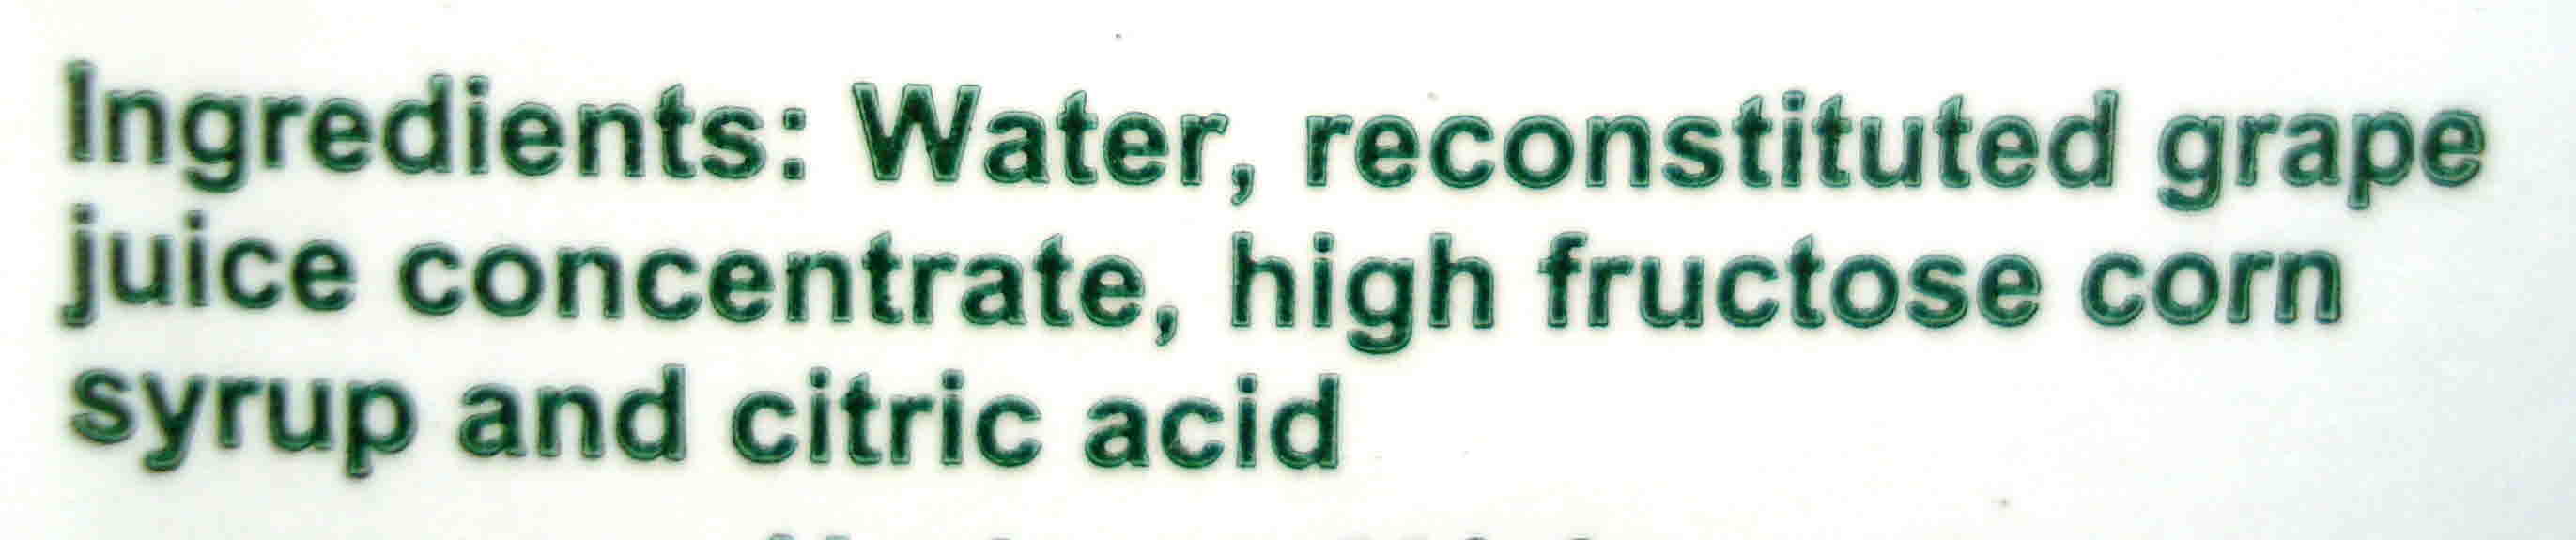 Ingredients: Water, reconstituted grape
juice concentrate, high fructose corn
syrup and citric acid